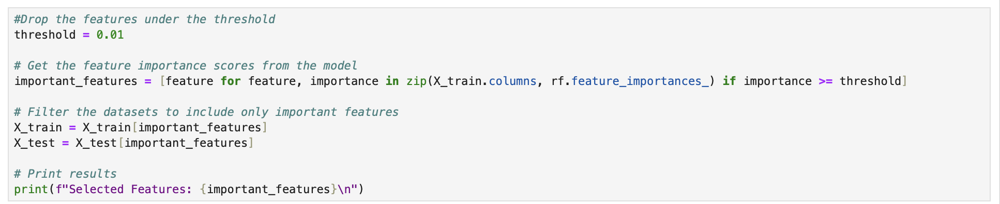 #Drop the features under the threshold
threshold = 0.01
# Get the feature importance scores from the model
important_features = [feature for feature, importance in zip(X_train.columns, rf.feature_importances_) if importance >= threshold]
# Filter the datasets to include only important features
X_train = X_train[important_features]
X_test = X_test[important_features]
# Print results
print(f"Selected Features: {important_features}\n")